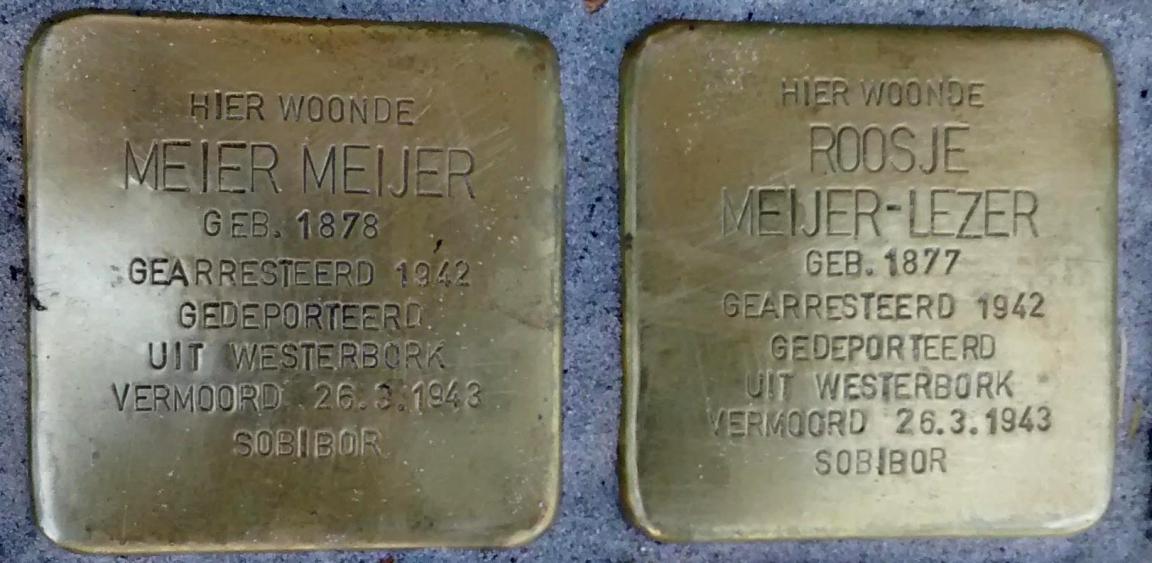 HIER WOONDE
MEIER MEIJER
GEB. 1878
GEARRESTEERD 1942
GEDEPORTEERD
UIT WESTERBORK
VERMOORD 26.3.1943
SOBIBOR
HIER WOONDE
ROOSJE
MEIJER-LEZER
GEB. 1877
GEARRESTEERD 1942
GEDEPORTEERD
UIT WESTERBORK
VERMOORD 26.3.1943
SOBIBOR